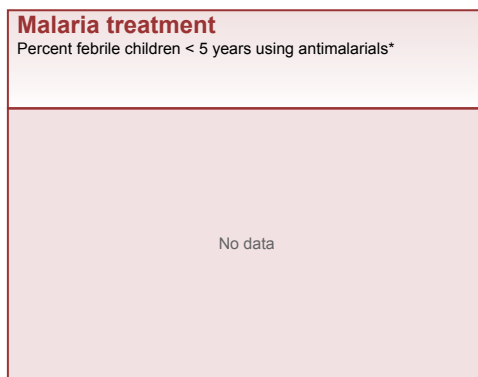 Malaria treatment
Percent febrile children < 5 years using antimalarials*
No data